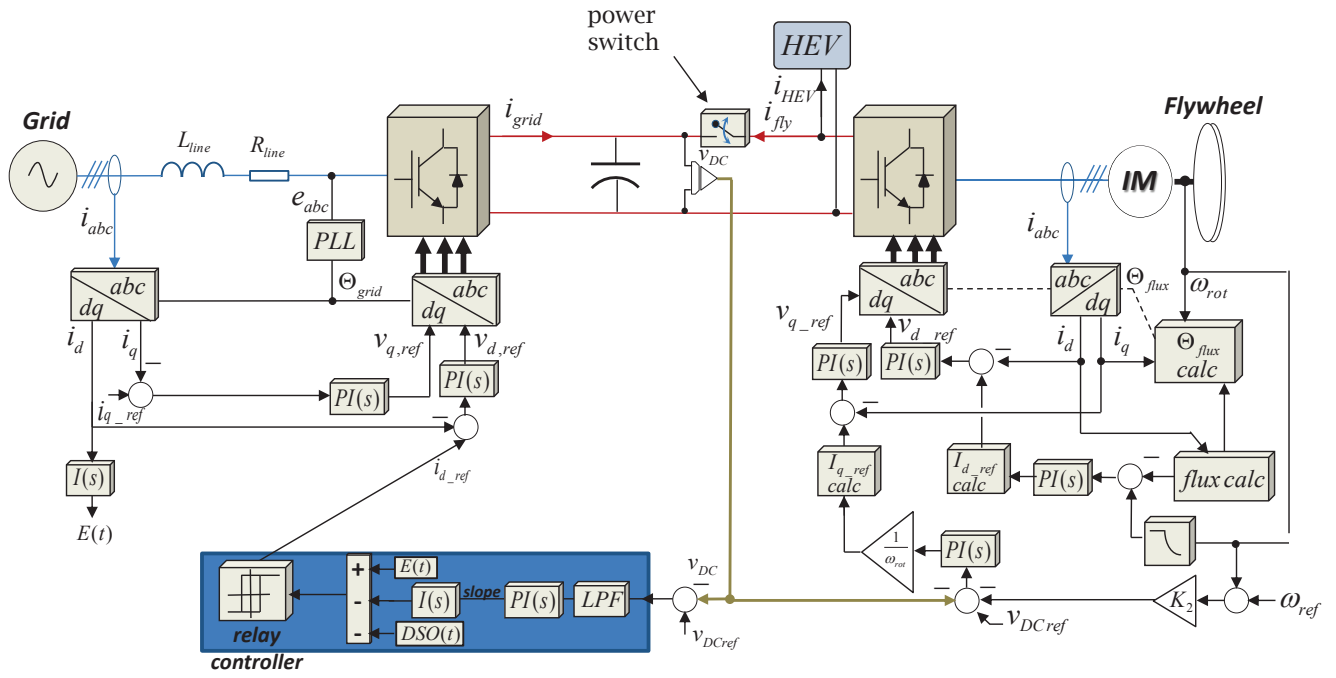 power
switch
HEV
i_HEV
Grid
L_line
R_line
i_grid
i_fly
v_DC
Flywheel
IM
e_abc
i_abc
PLL
i_abc
Θ_grid
abc
dq
abc
dq
abc
dq
abc
dq
Θ_flux
ω_rot
i_d
i_q
v_q,ref
v_d,ref
v_q_ref
v_d_ref
i_d
i_q
Θ_flux
calc
−
PI(s)
PI(s)
PI(s)
PI(s)
−
i_q_ref
−
−
I(s)
i_d_ref
I_q_ref
calc
I_d_ref
calc
PI(s)
−
flux calc
E(t)
1/ω_rot
PI(s)
v_DC
−
−
−
+
E(t)
-
I(s)
slope
PI(s)
LPF
-
DSO(t)
v_DCref
v_DCref
K_2
ω_ref
relay
controller